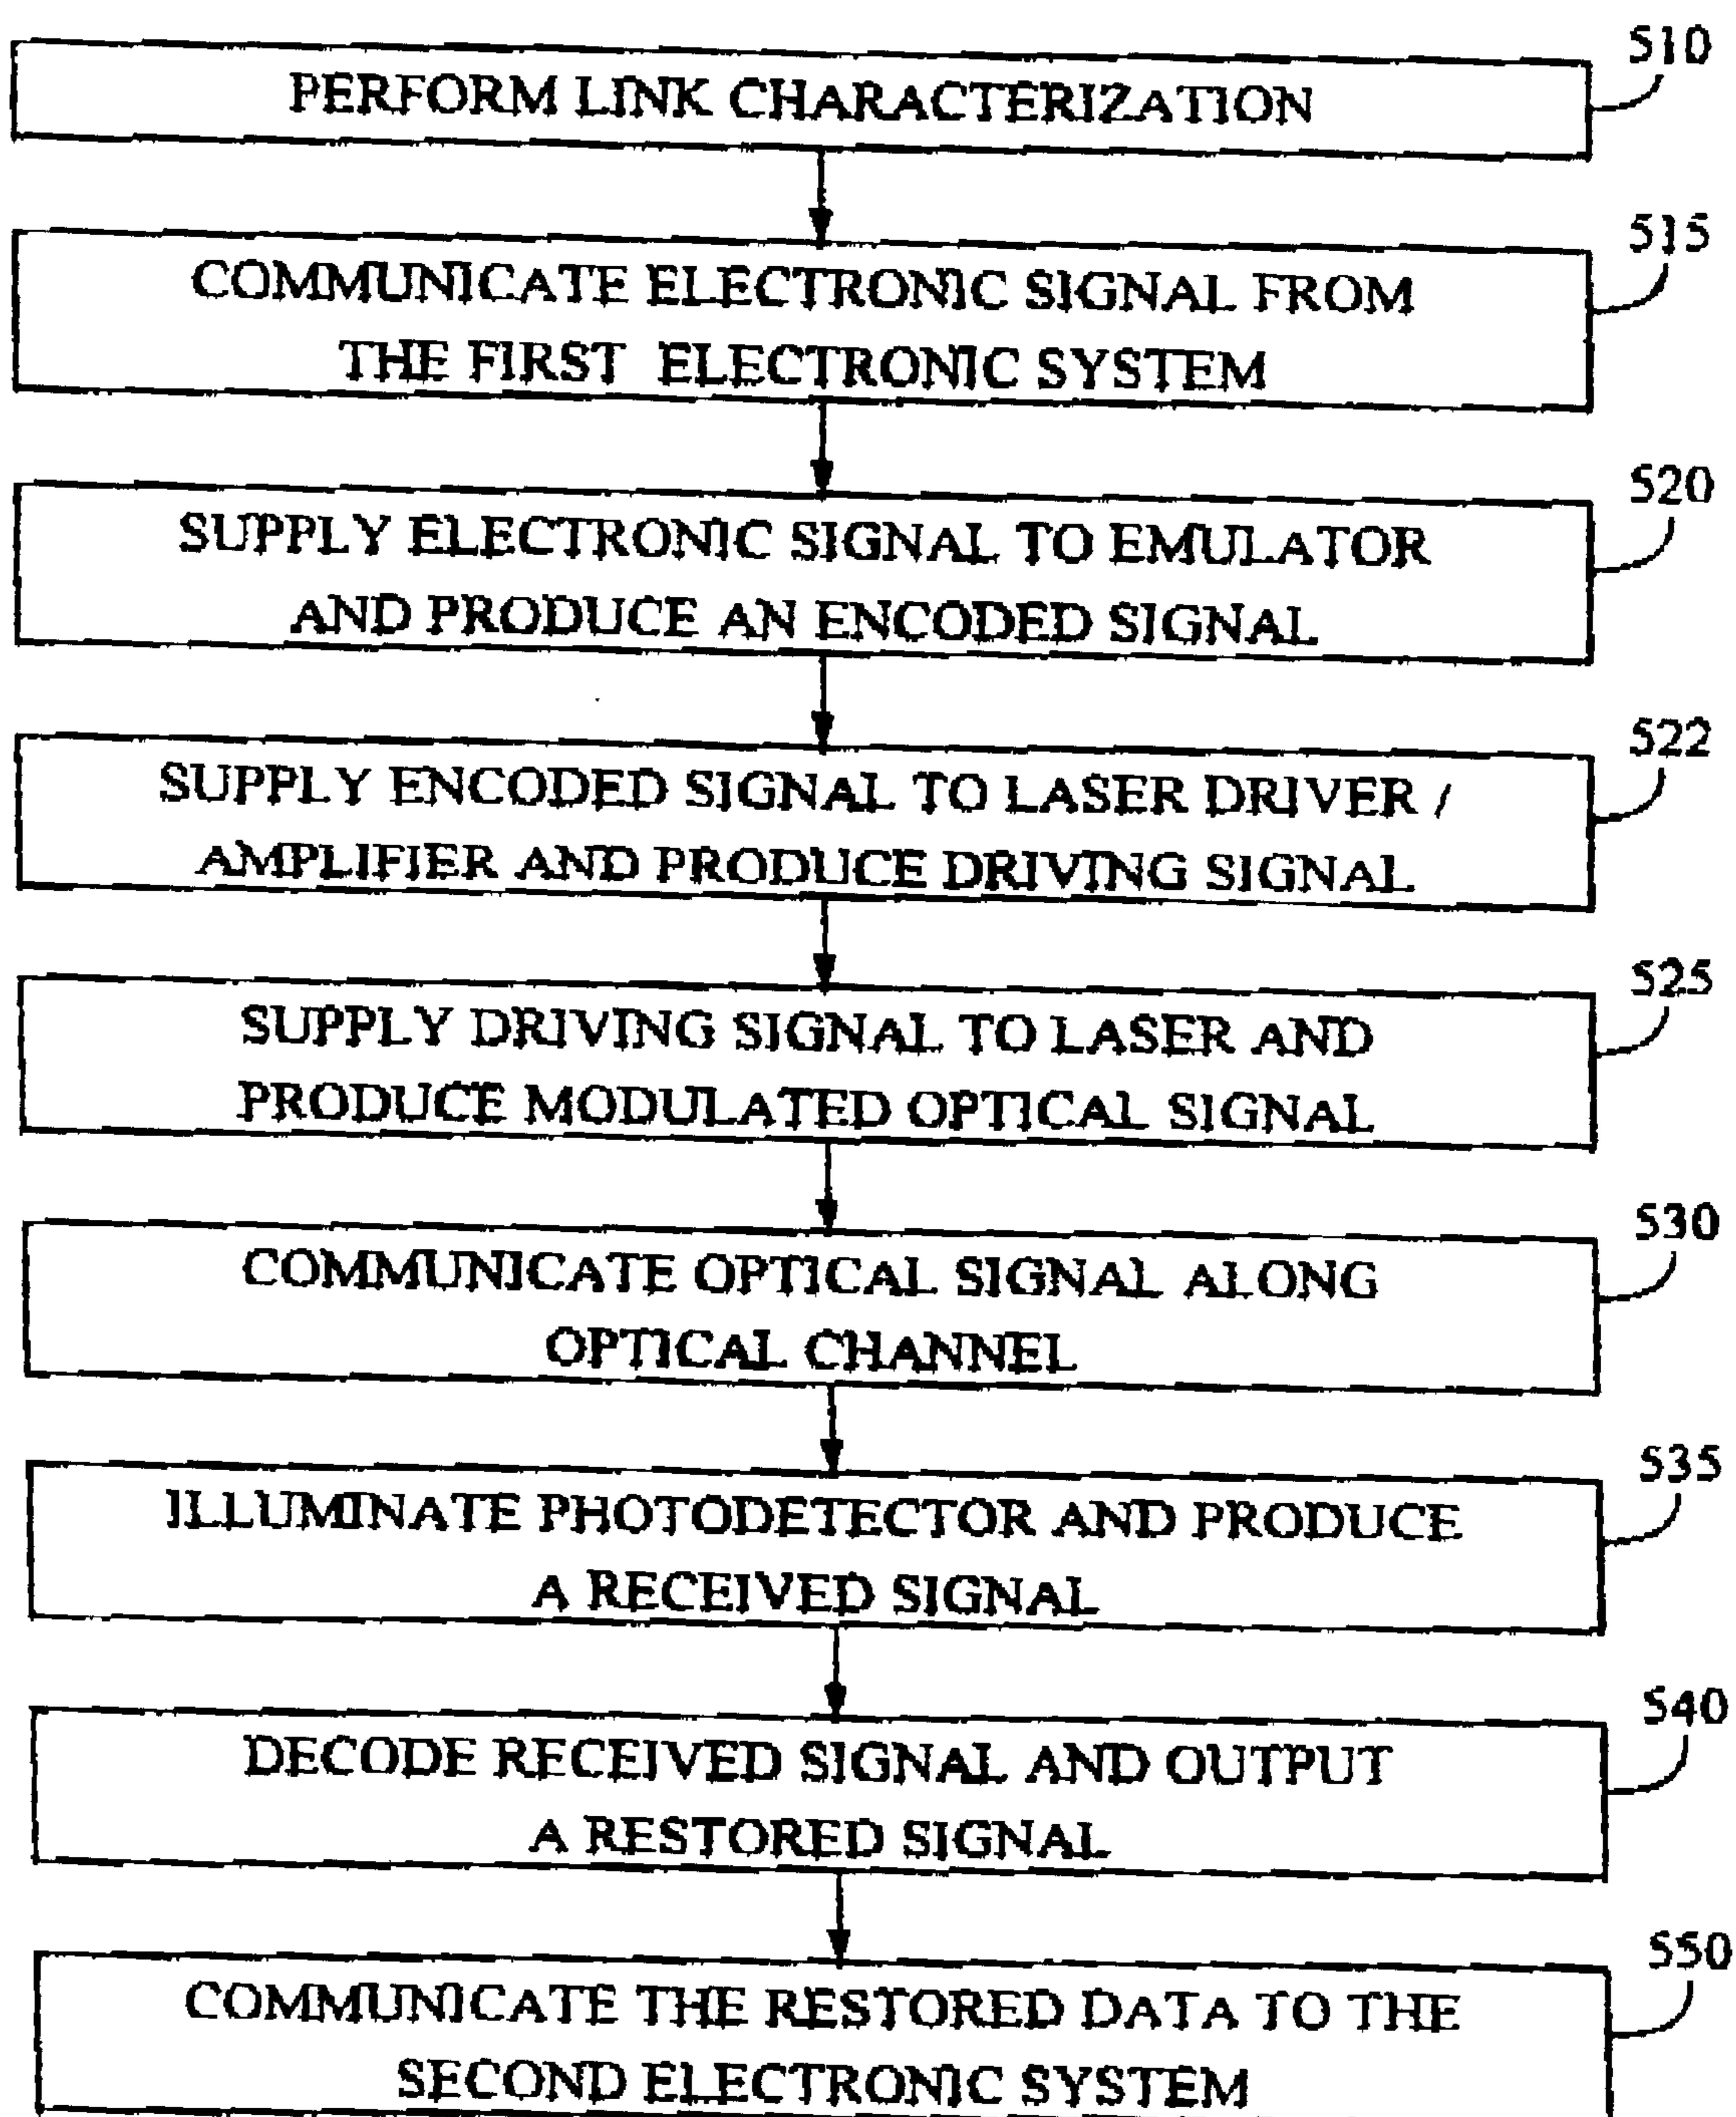 510
PERFORM LINK CHARACTERIZATION
515
COMMUNICATE ELECTRONIC SIGNAL FROM
THE FIRST ELECTRONIC SYSTEM
520
SUPPLY ELECTRONIC SIGNAL TO EMULATOR
AND PRODUCE AN ENCODED SIGNAL
522
SUPPLY ENCODED SIGNAL TO LASER DRIVER /
AMPLIFIER AND PRODUCE DRIVING SIGNAL
525
SUPPLY DRIVING SIGNAL TO LASER AND
PRODUCE MODULATED OPTICAL SIGNAL
530
COMMUNICATE OPTICAL SIGNAL ALONG
OPTICAL CHANNEL
535
ILLUMINATE PHOTODETECTOR AND PRODUCE
A RECEIVED SIGNAL
540
DECODE RECEIVED SIGNAL AND OUTPUT
A RESTORED SIGNAL
550
COMMUNICATE THE RESTORED DATA TO THE
SECOND ELECTRONIC SYSTEM